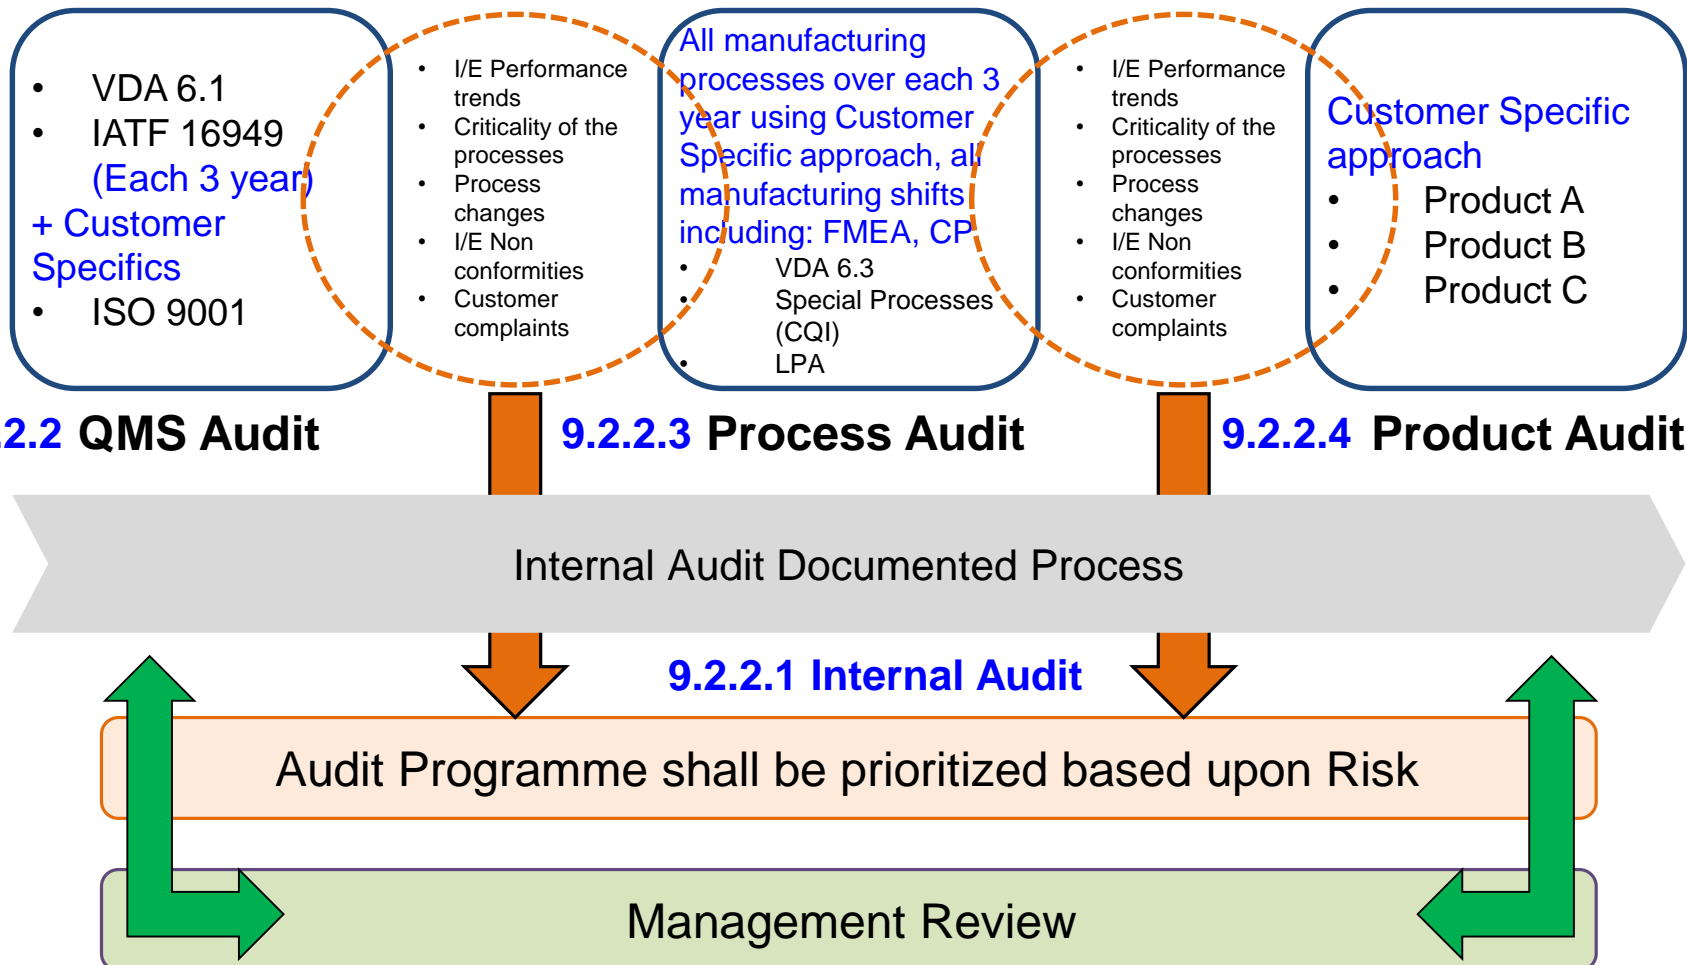 • VDA 6.1
• IATF 16949
(Each 3 year)
+ Customer
Specifics
• ISO 9001
• I/E Performance
trends
• Criticality of the
processes
• Process
changes
• I/E Non
conformities
• Customer
complaints
All manufacturing
processes over each 3
year using Customer
Specific approach, all
manufacturing shifts
including: FMEA, CP
• VDA 6.3
• Special Processes
(CQI)
• LPA
• I/E Performance
trends
• Criticality of the
processes
• Process
changes
• I/E Non
conformities
• Customer
complaints
Customer Specific
approach
• Product A
• Product B
• Product C
.2.2 QMS Audit
9.2.2.3 Process Audit
9.2.2.4 Product Audit
Internal Audit Documented Process
9.2.2.1 Internal Audit
Audit Programme shall be prioritized based upon Risk
Management Review